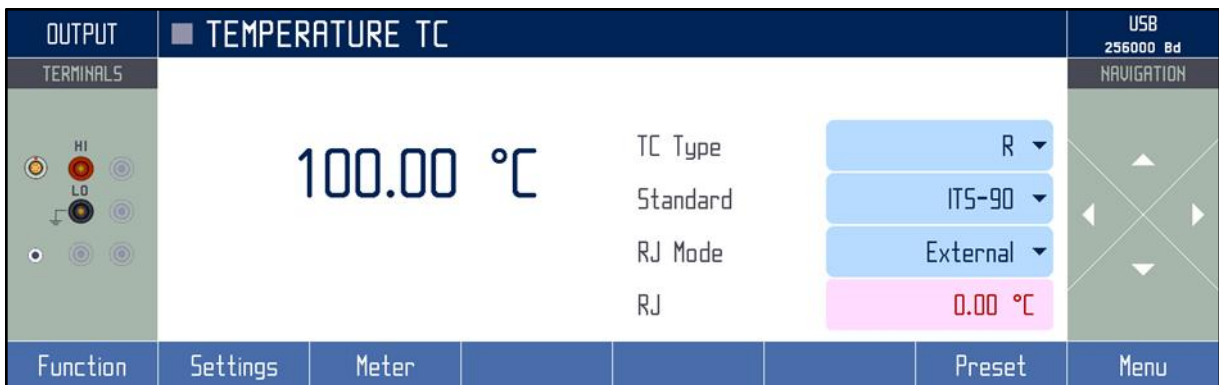 OUTPUT
TEMPERATURE TC
USB
256000 Bd
TERMINALS
NAVIGATION
HI
LO
100.00 °C
TC Type
R
Standard
ITS-90
RJ Mode
External
RJ
0.00 °C
Function
Settings
Meter
Preset
Menu